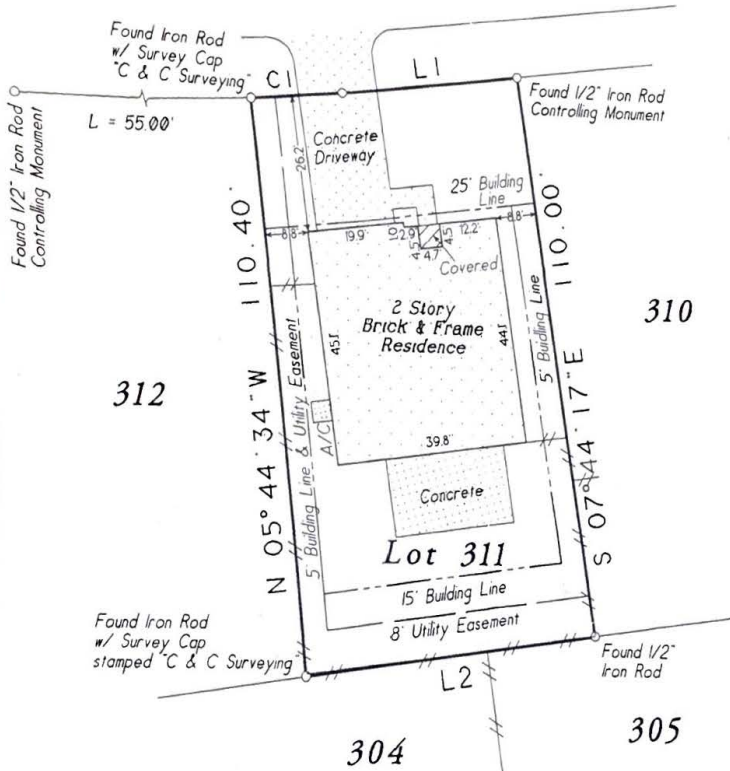 Found Iron Rod
w/ Survey Cap
"C & C Surveying"
C1
L1
Found 1/2" Iron Rod
Controlling Monument
L = 55.00'
Found 1/2" Iron Rod
Controlling Monument
Concrete
Driveway
26.2'
25' Building
Line
8.8'
19.9'
1.0'
2.9'
4.5'
4.7'
4.5'
12.2'
8.8'
Covered
110.40'
110.00'
2 Story
Brick & Frame
Residence
45.1'
44.1'
39.8'
312
310
N 05° 44' 34" W
5' Building Line & Utility Easement
A/C
5' Buidling Line
S 07° 44' 17" E
Concrete
Lot 311
15' Building Line
8' Utility Easement
Found Iron Rod
w/ Survey Cap
stamped "C & C Surveying"
L2
Found 1/2"
Iron Rod
304
305